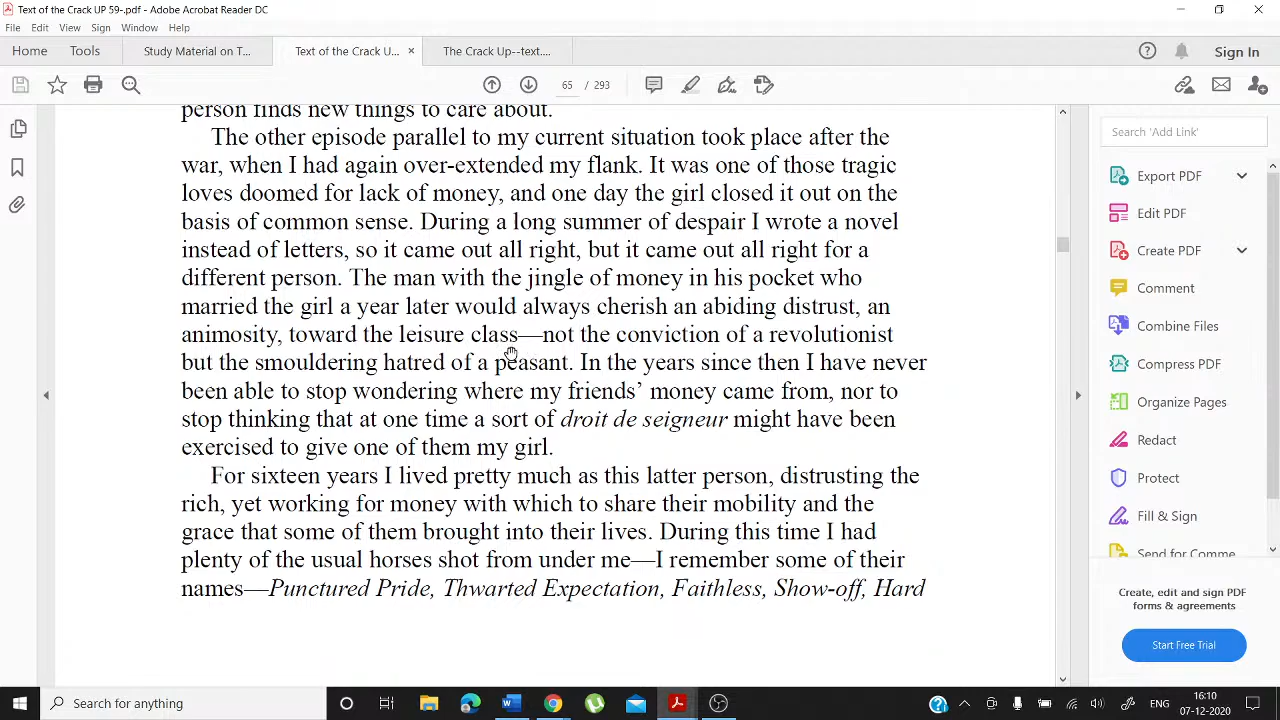 Text of the Crack UP 59-.pdf - Adobe Acrobat Reader DC
File Edit View Sign Window Help
Home Tools Study Material on T... Text of the Crack U... × The Crack Up--text.... Sign In
65 / 293
person finds new things to care about.
The other episode parallel to my current situation took place after the
war, when I had again over-extended my flank. It was one of those tragic
loves doomed for lack of money, and one day the girl closed it out on the
basis of common sense. During a long summer of despair I wrote a novel
instead of letters, so it came out all right, but it came out all right for a
different person. The man with the jingle of money in his pocket who
married the girl a year later would always cherish an abiding distrust, an
animosity, toward the leisure class—not the conviction of a revolutionist
but the smouldering hatred of a peasant. In the years since then I have never
been able to stop wondering where my friends’ money came from, nor to
stop thinking that at one time a sort of droit de seigneur might have been
exercised to give one of them my girl.
For sixteen years I lived pretty much as this latter person, distrusting the
rich, yet working for money with which to share their mobility and the
grace that some of them brought into their lives. During this time I had
plenty of the usual horses shot from under me—I remember some of their
names—Punctured Pride, Thwarted Expectation, Faithless, Show-off, Hard
Search 'Add Link'
Export PDF
Edit PDF
Create PDF
Comment
Combine Files
Compress PDF
Organize Pages
Redact
Protect
Fill & Sign
Send for Comme
Create, edit and sign PDF
forms & agreements
Start Free Trial
Search for anything
ENG
16:10
07-12-2020